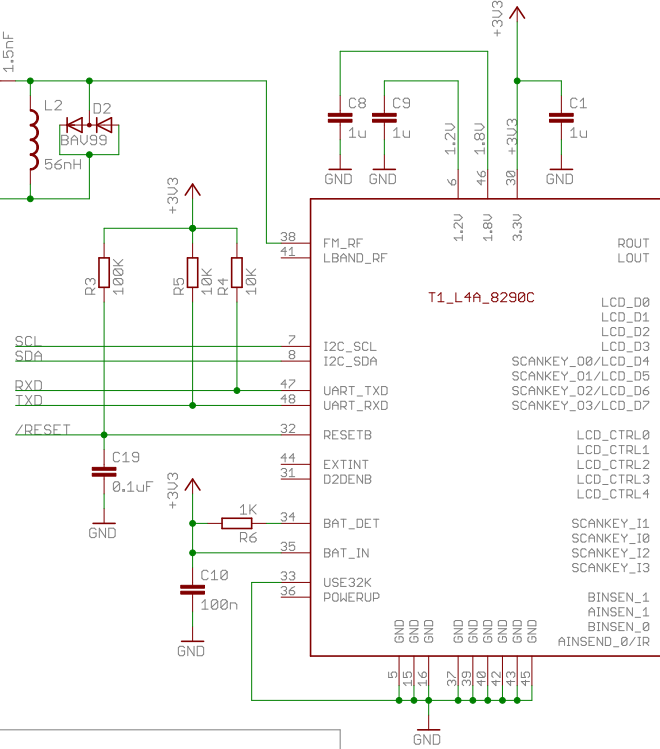 1.5nF
+3V3
L2
D2
BAV99
56nH
C8
1u
C9
1u
C1
1u
1.2V
1.8V
+3V3
GND
GND
GND
6
46
30
1.2V
1.8V
3.3V
+3V3
38
FM_RF
41
LBAND_RF
ROUT
LOUT
T1_L4A_8290C
R3
100K
R5
10K
R4
10K
LCD_D0
LCD_D1
LCD_D2
LCD_D3
SCANKEY_O0/LCD_D4
SCANKEY_O1/LCD_D5
SCANKEY_O2/LCD_D6
SCANKEY_O3/LCD_D7
SCL
7
I2C_SCL
SDA
8
I2C_SDA
RXD
47
UART_TXD
TXD
48
UART_RXD
/RESET
32
RESETB
LCD_CTRL0
LCD_CTRL1
LCD_CTRL2
LCD_CTRL3
LCD_CTRL4
C19
0.1uF
GND
44
EXTINT
31
D2DENB
+3V3
1K
R6
34
BAT_DET
35
BAT_IN
SCANKEY_I1
SCANKEY_I0
SCANKEY_I2
SCANKEY_I3
C10
100n
GND
33
USE32K
36
POWERUP
BINSEN_1
AINSEN_1
BINSEN_0
AINSEND_0/IR
GND
GND
GND
GND
GND
GND
GND
GND
GND
5
15
16
37
39
40
42
43
45
GND